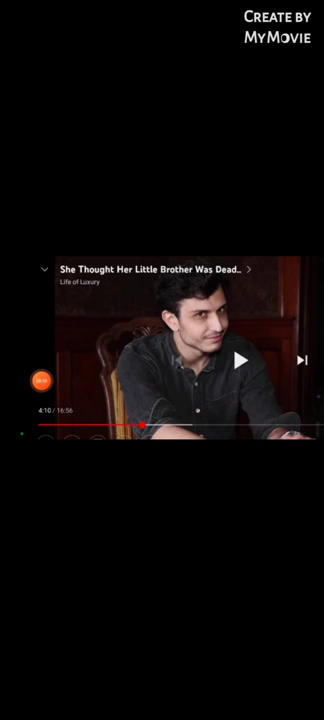 CREATE BY
MYMOVIE
She Thought Her Little Brother Was Dead..
Life of Luxury
4:10 / 16:56